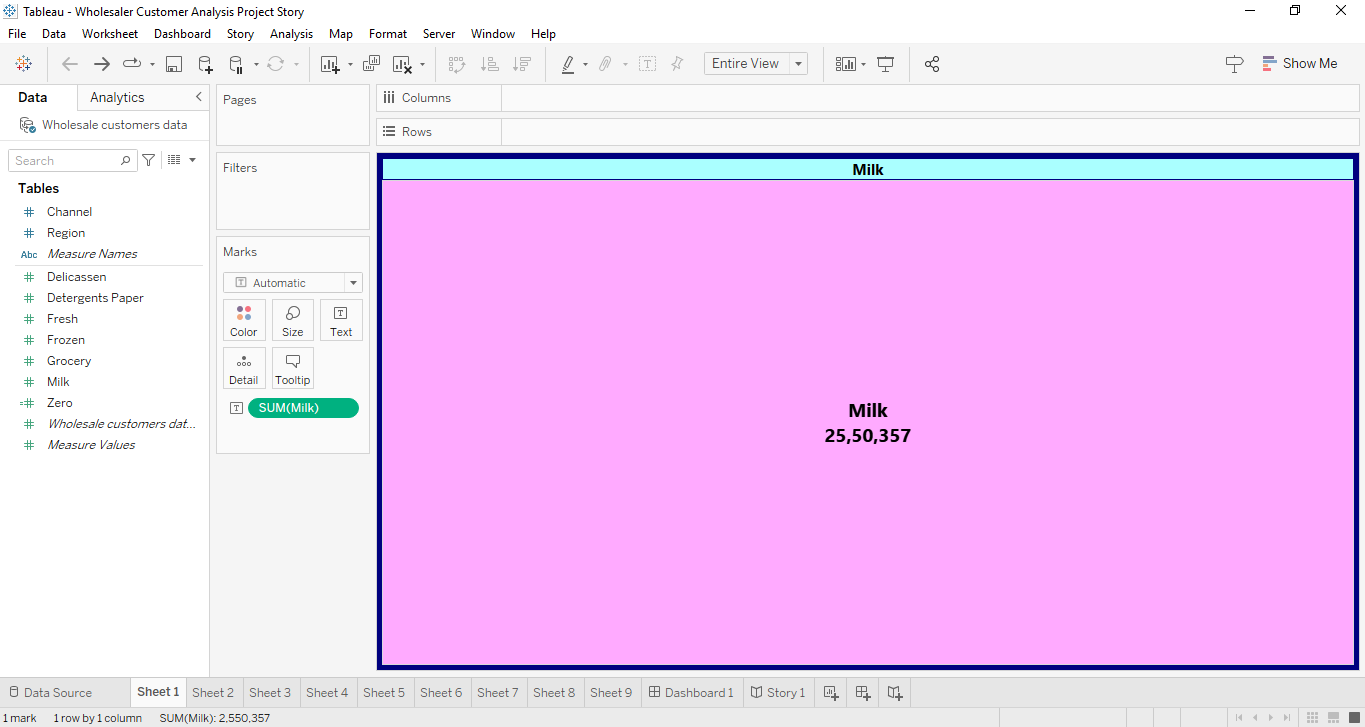 Tableau - Wholesaler Customer Analysis Project Story
File Data Worksheet Dashboard Story Analysis Map Format Server Window Help
Entire View
Show Me
Data Analytics
Wholesale customers data
Search
Tables
Channel
Region
Abc Measure Names
Delicassen
Detergents Paper
Fresh
Frozen
Grocery
Milk
Zero
Wholesale customers dat...
Measure Values
Pages
Filters
Marks
T Automatic
Color Size T Text
Detail Tooltip
T SUM(Milk)
Columns
Rows
Milk
Milk
25,50,357
Data Source Sheet 1 Sheet 2 Sheet 3 Sheet 4 Sheet 5 Sheet 6 Sheet 7 Sheet 8 Sheet 9 Dashboard 1 Story 1
1 mark 1 row by 1 column SUM(Milk): 2,550,357